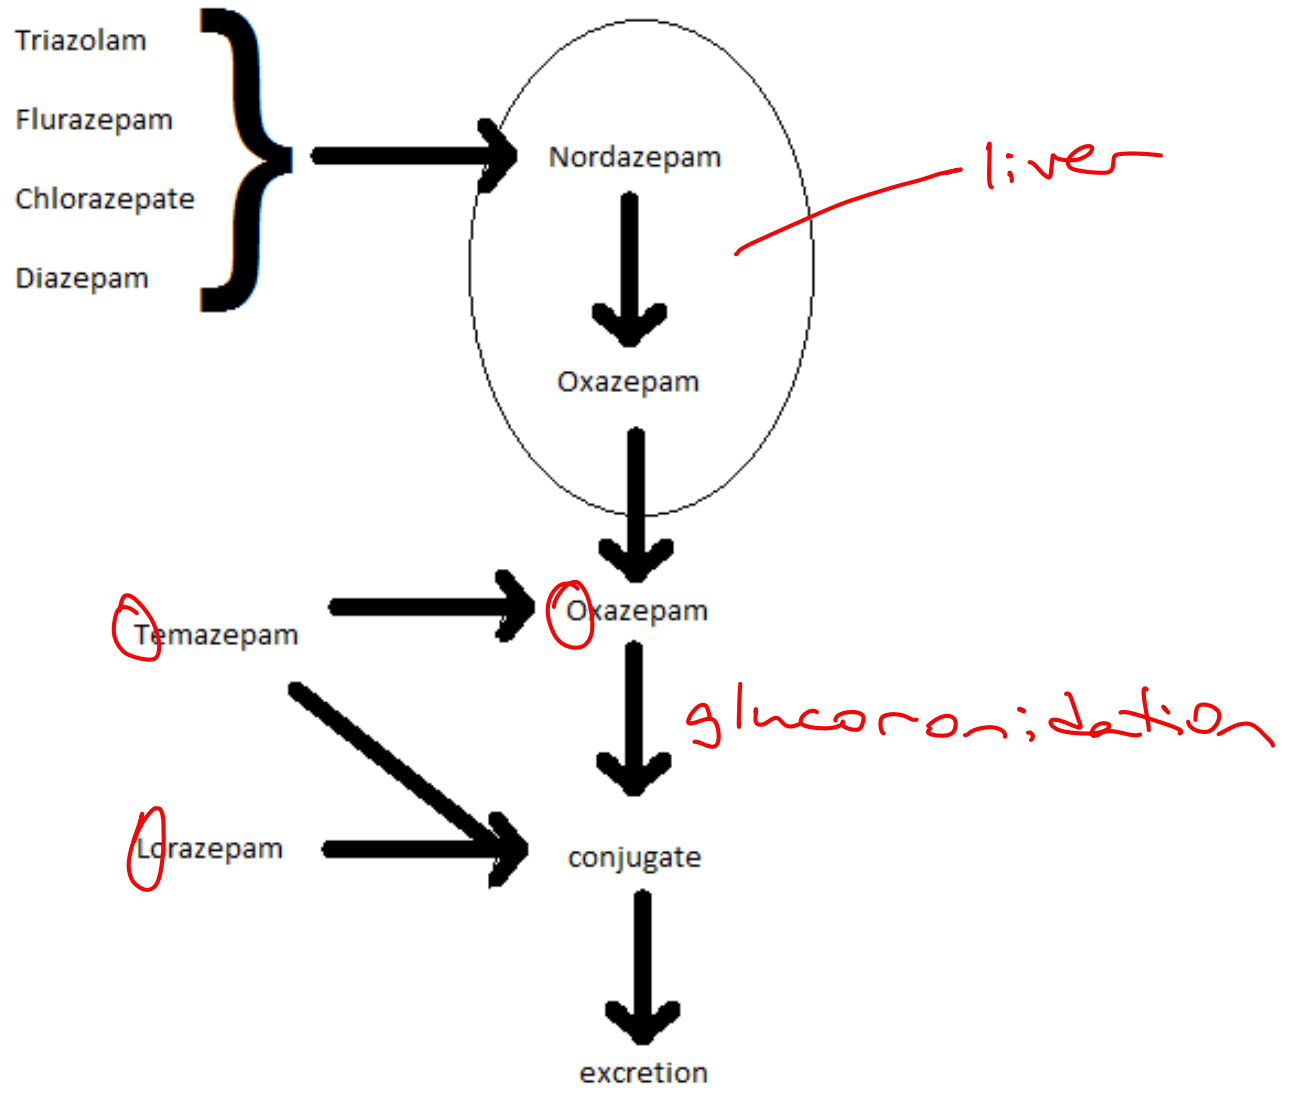 Triazolam
Flurazepam
Chlorazepate
Diazepam
Nordazepam
liver
Oxazepam
Temazepam
Oxazepam
glucoronidation
Lorazepam
conjugate
excretion